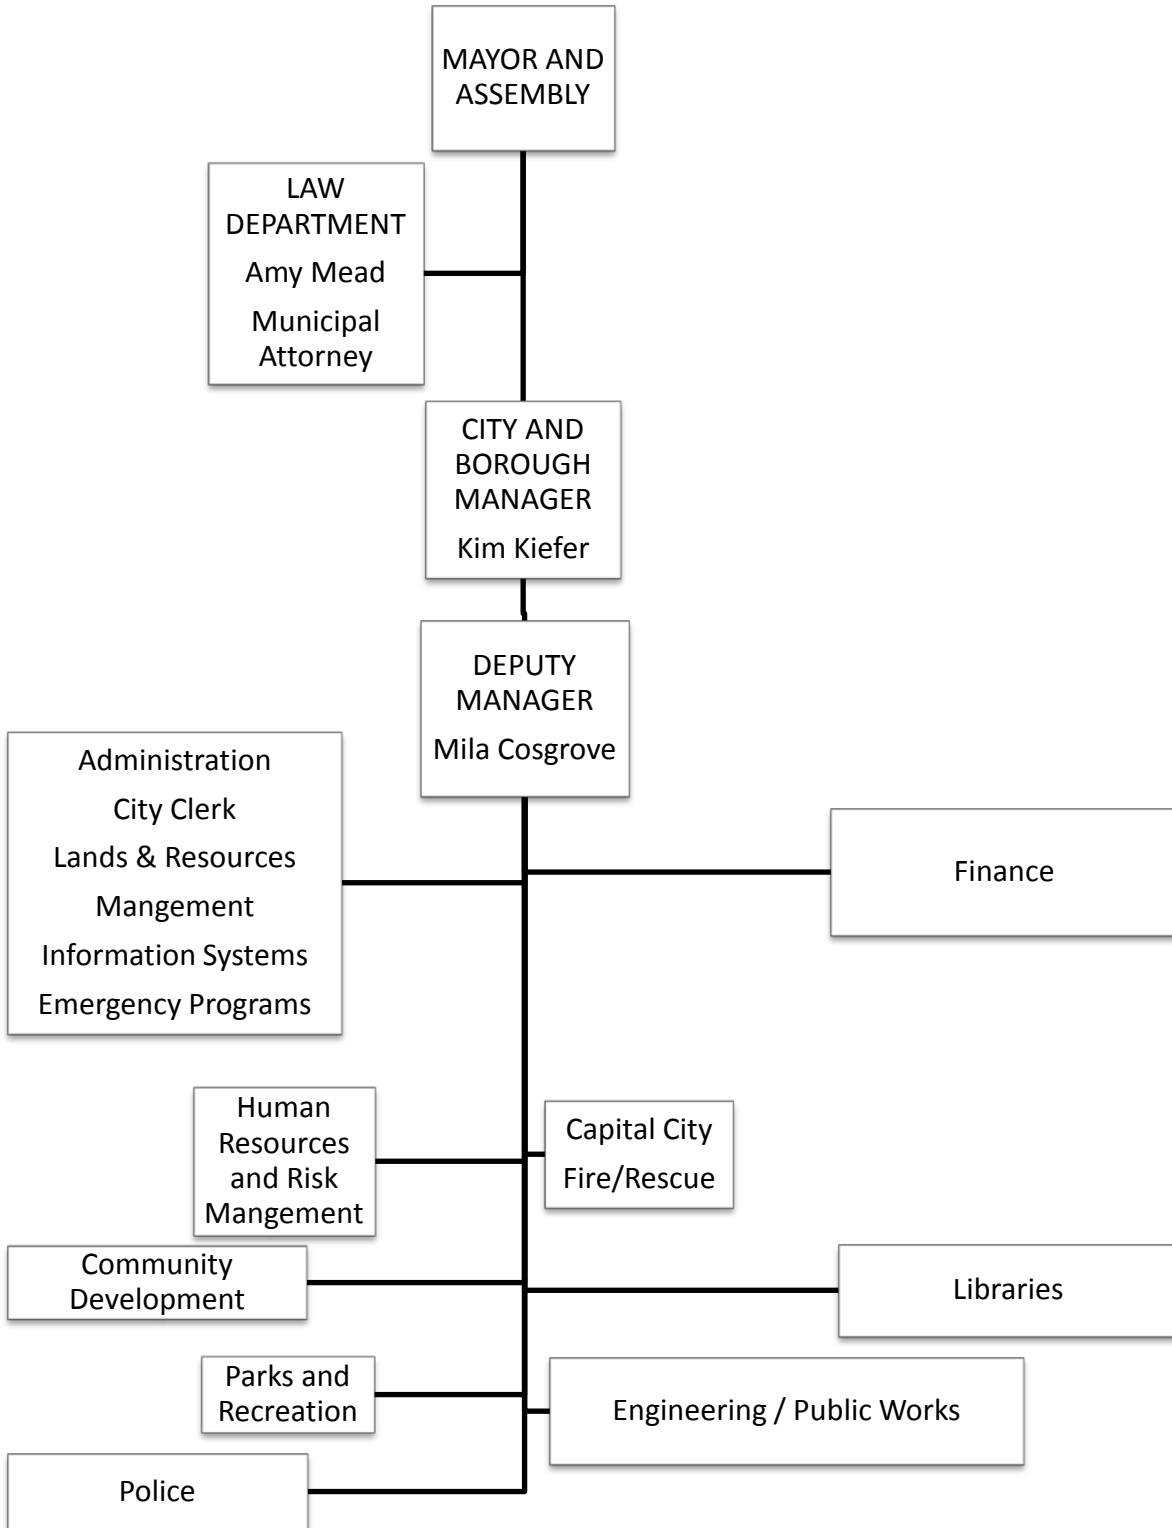 MAYOR AND
ASSEMBLY
LAW
DEPARTMENT
Amy Mead
Municipal
Attorney
CITY AND
BOROUGH
MANAGER
Kim Kiefer
DEPUTY
MANAGER
Mila Cosgrove
Administration
City Clerk
Lands & Resources
Mangement
Information Systems
Emergency Programs
Finance
Human
Resources
and Risk
Mangement
Capital City
Fire/Rescue
Community
Development
Libraries
Parks and
Recreation
Engineering / Public Works
Police